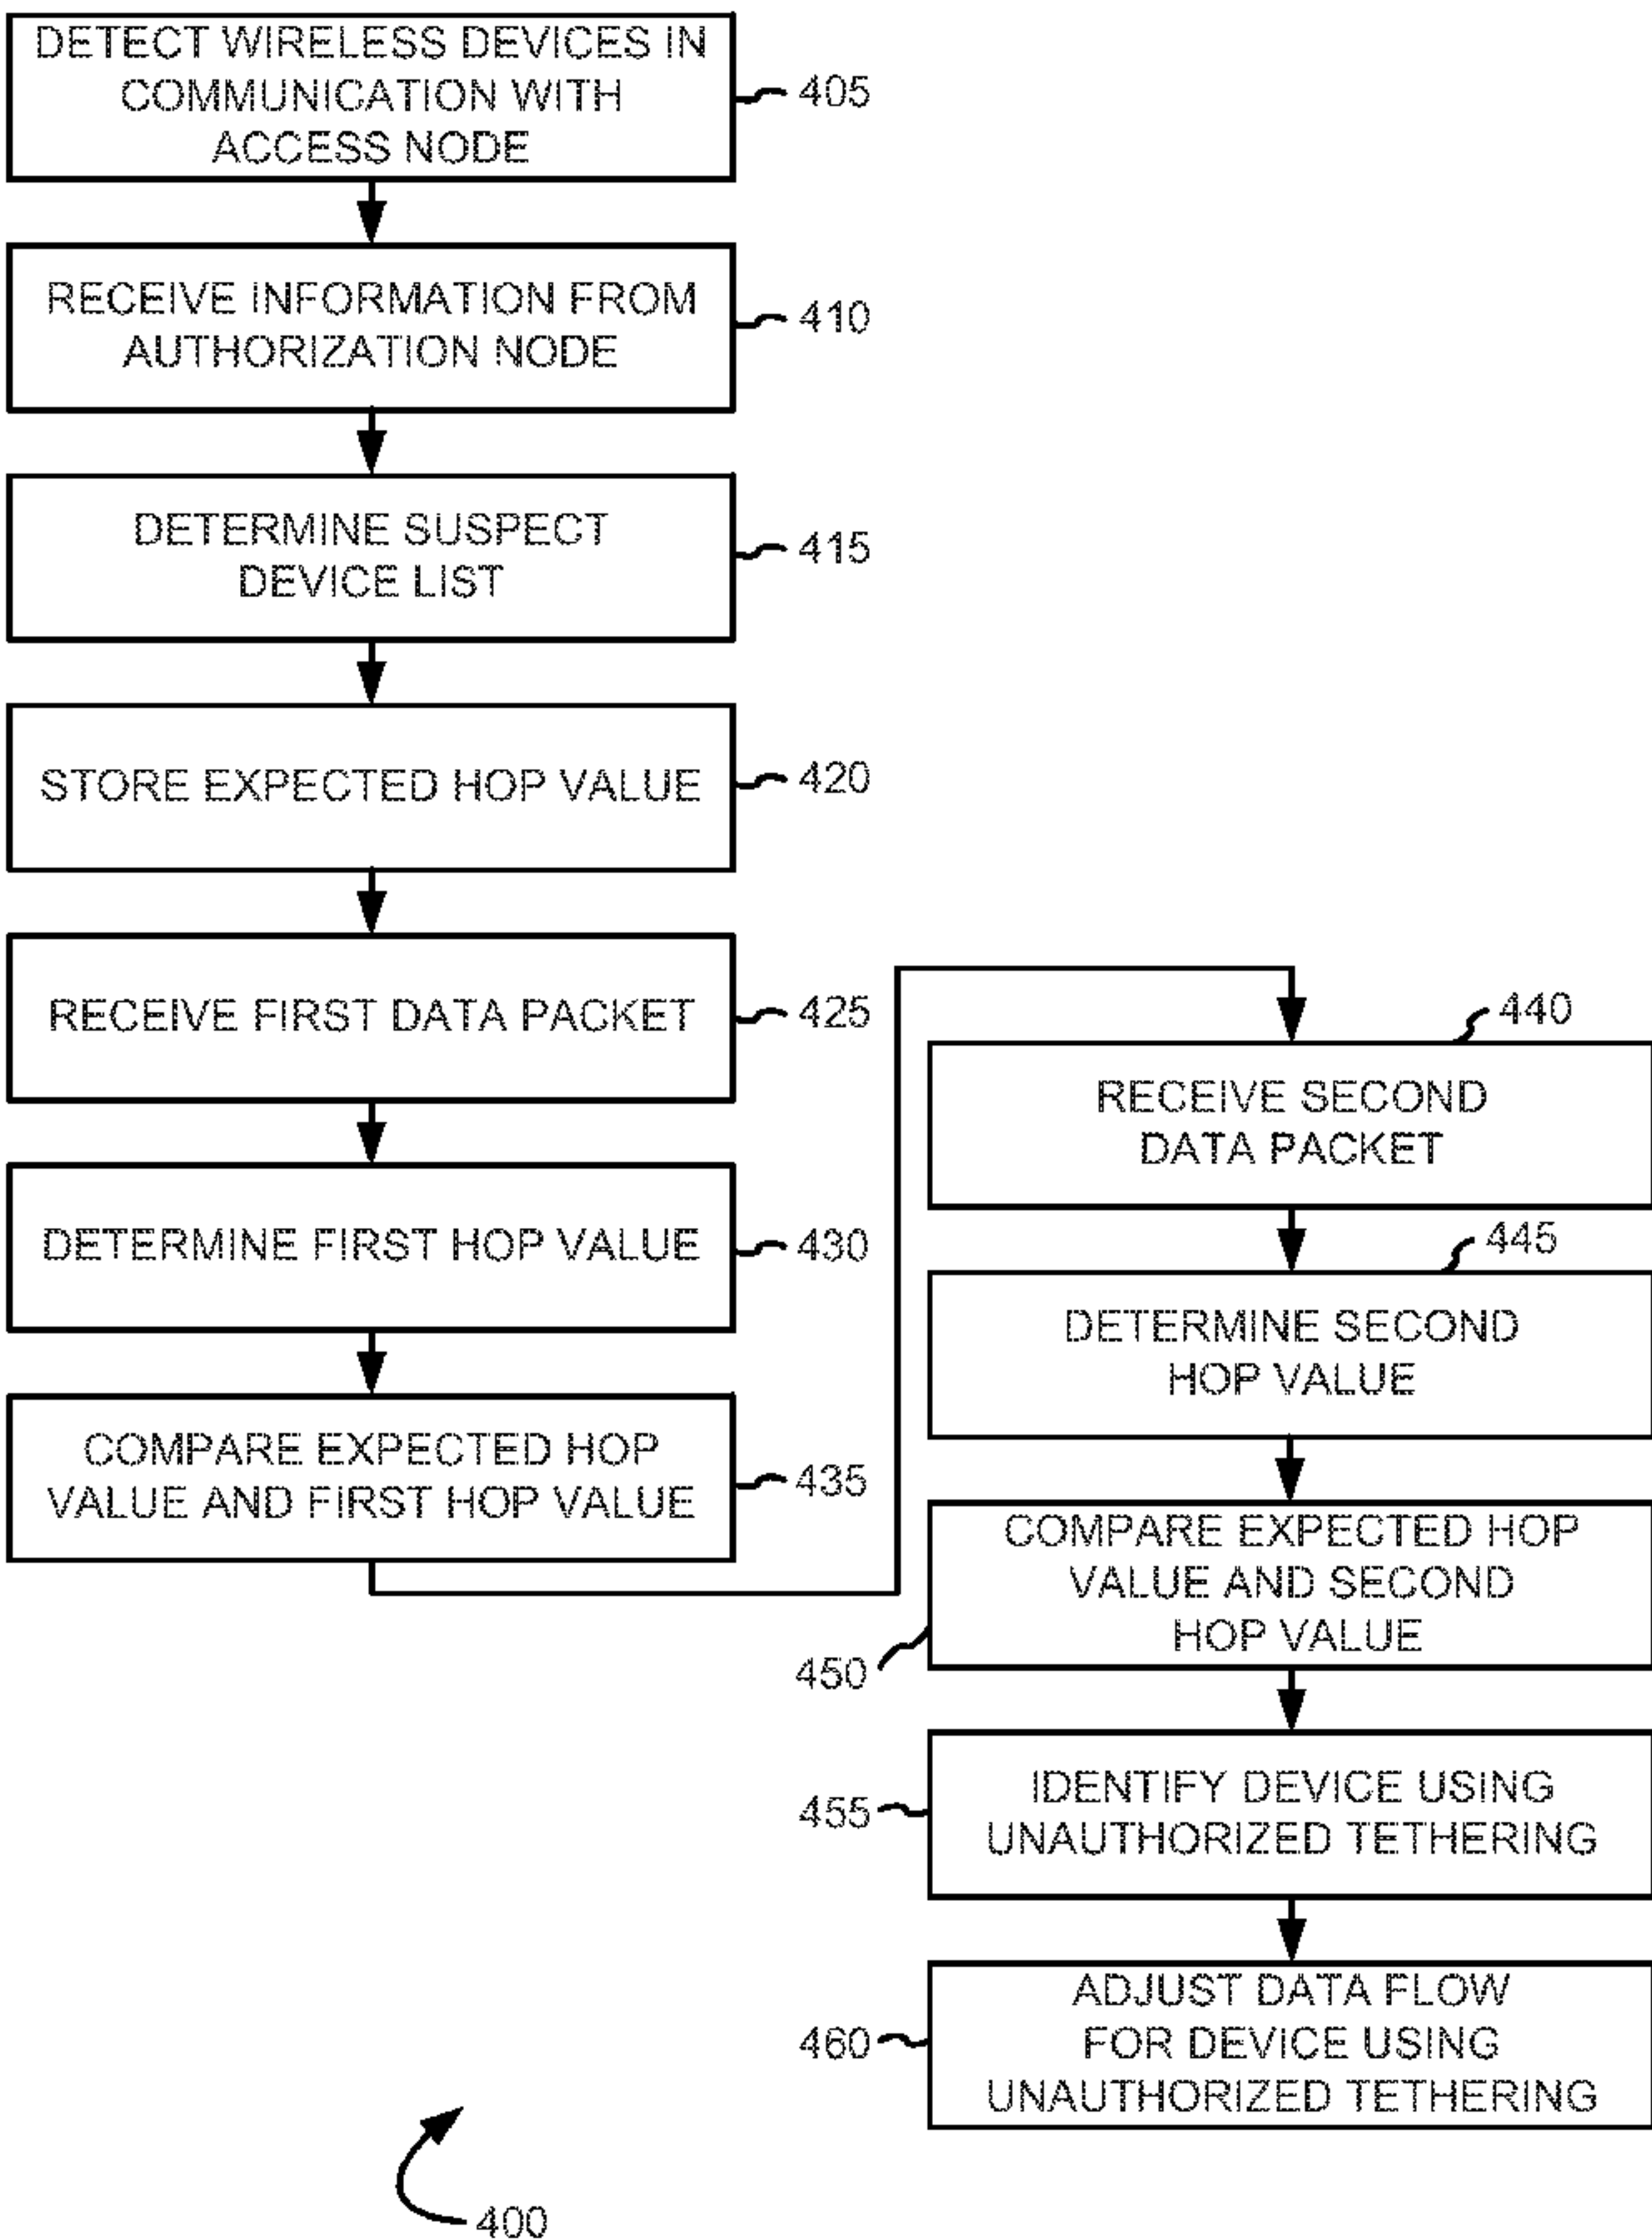 DETECT WIRELESS DEVICES IN
COMMUNICATION WITH
ACCESS NODE
405
RECEIVE INFORMATION FROM
AUTHORIZATION NODE
410
DETERMINE SUSPECT
DEVICE LIST
415
STORE EXPECTED HOP VALUE
420
RECEIVE FIRST DATA PACKET
425
DETERMINE FIRST HOP VALUE
430
COMPARE EXPECTED HOP
VALUE AND FIRST HOP VALUE
435
440
RECEIVE SECOND
DATA PACKET
445
DETERMINE SECOND
HOP VALUE
COMPARE EXPECTED HOP
VALUE AND SECOND
HOP VALUE
450
IDENTIFY DEVICE USING
UNAUTHORIZED TETHERING
455
ADJUST DATA FLOW
FOR DEVICE USING
UNAUTHORIZED TETHERING
460
400